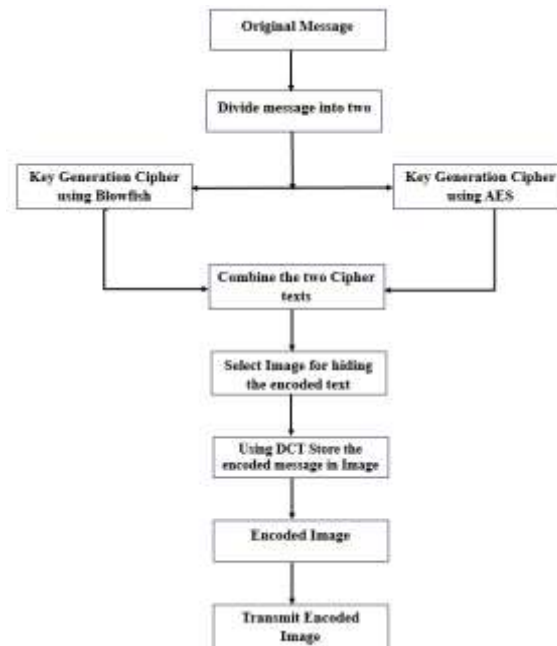 Original Message
Divide message into two
Key Generation Cipher
using Blowfish
Key Generation Cipher
using AES
Combine the two Cipher
texts
Select Image for hiding
the encoded text
Using DCT Store the
encoded message in Image
Encoded Image
Transmit Encoded
Image